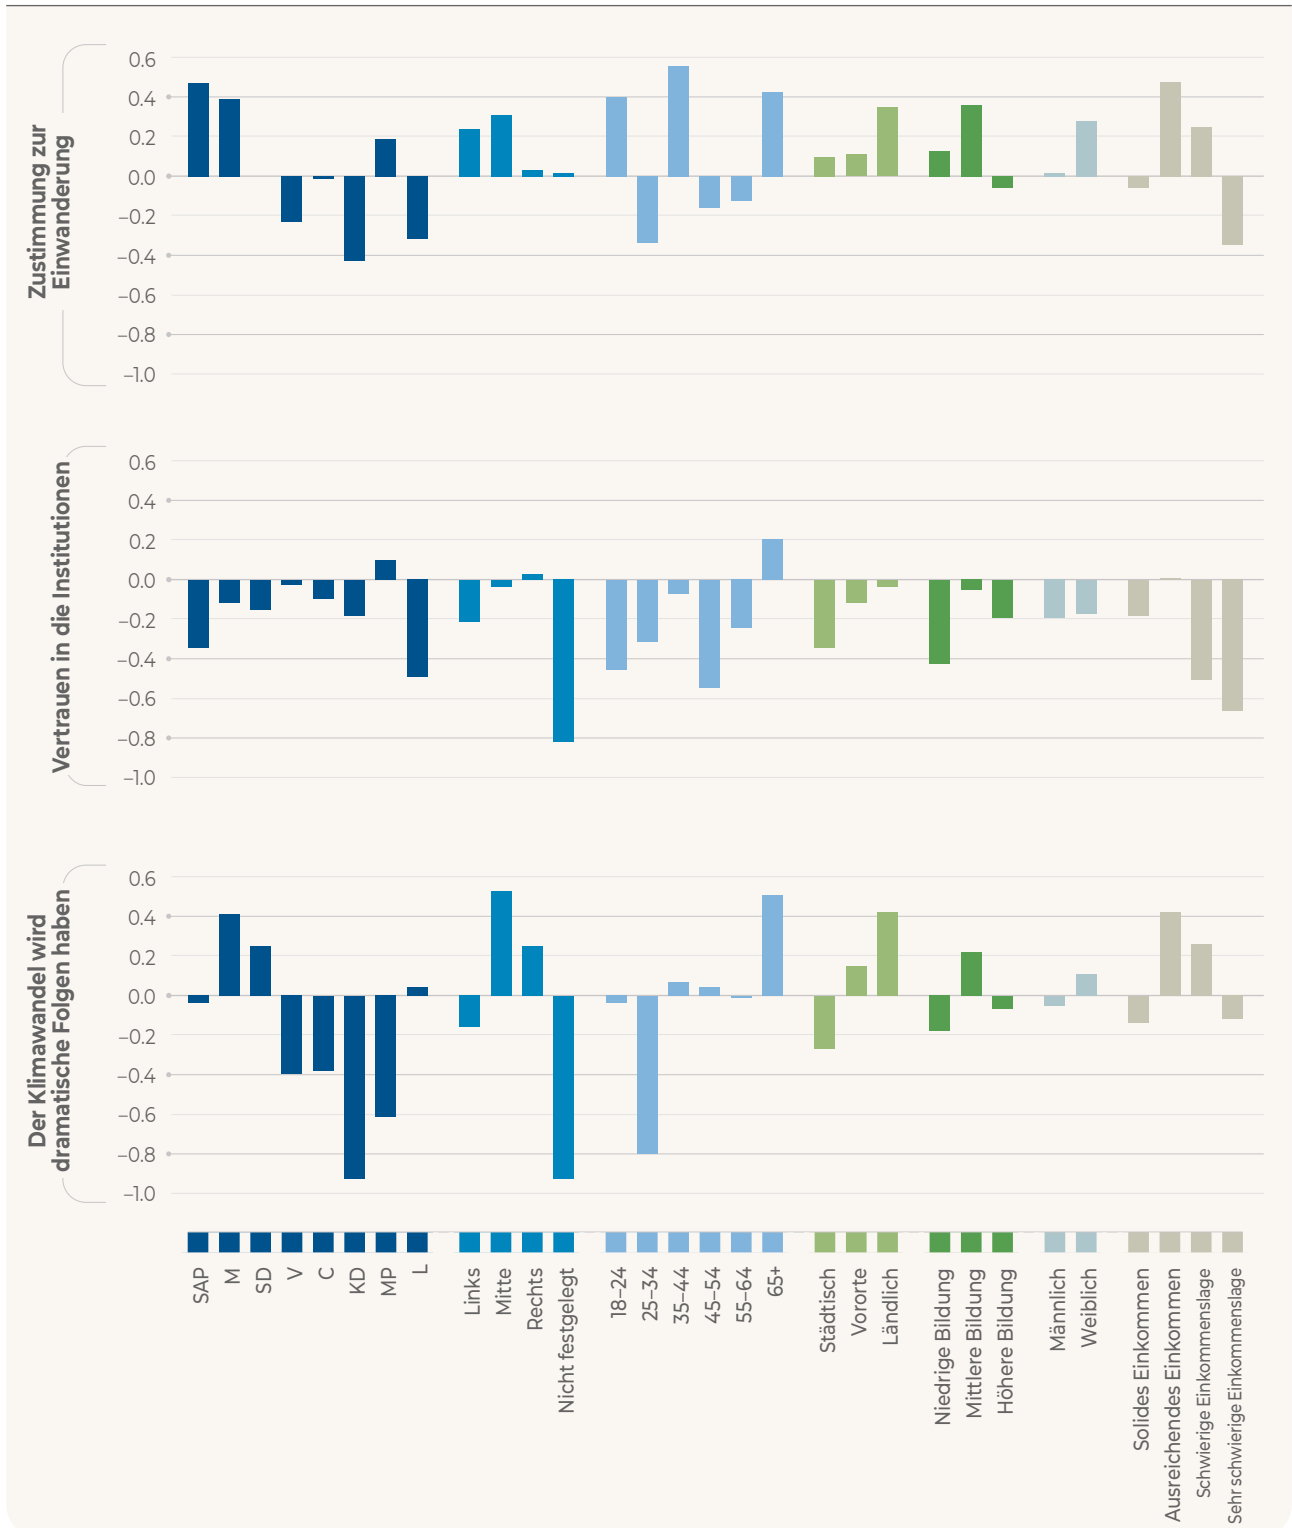 Zustimmung zur
Einwanderung
0.6
0.4
0.2
0.0
–0.2
–0.4
–0.6
–0.8
–1.0
Vertrauen in die Institutionen
0.6
0.4
0.2
0.0
–0.2
–0.4
–0.6
–0.8
–1.0
Der Klimawandel wird
dramatische Folgen haben
0.6
0.4
0.2
0.0
–0.2
–0.4
–0.6
–0.8
–1.0
SAP
M
SD
V
C
KD
MP
L
Links
Mitte
Rechts
Nicht festgelegt
18–24
25–34
35–44
45–54
55–64
65+
Städtisch
Vororte
Ländlich
Niedrige Bildung
Mittlere Bildung
Höhere Bildung
Männlich
Weiblich
Solides Einkommen
Ausreichendes Einkommen
Schwierige Einkommenslage
Sehr schwierige Einkommenslage